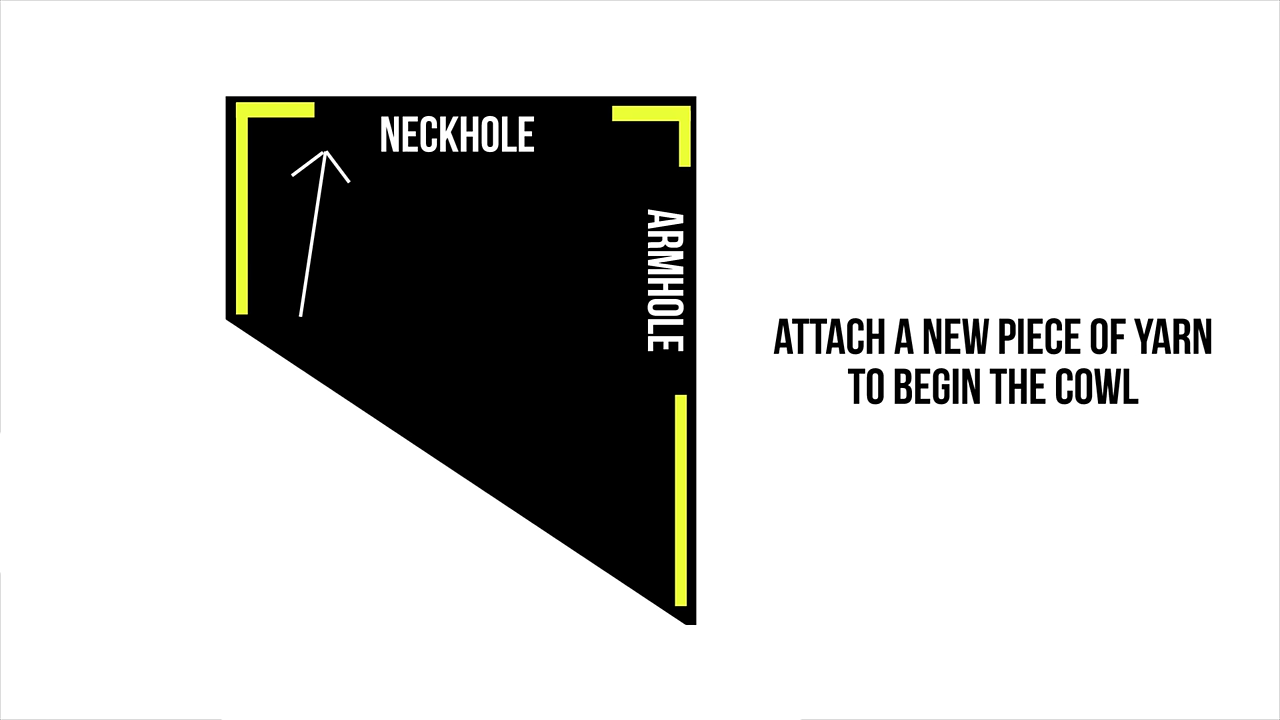 NECKHOLE
ARMHOLE
ATTACH A NEW PIECE OF YARN
TO BEGIN THE COWL